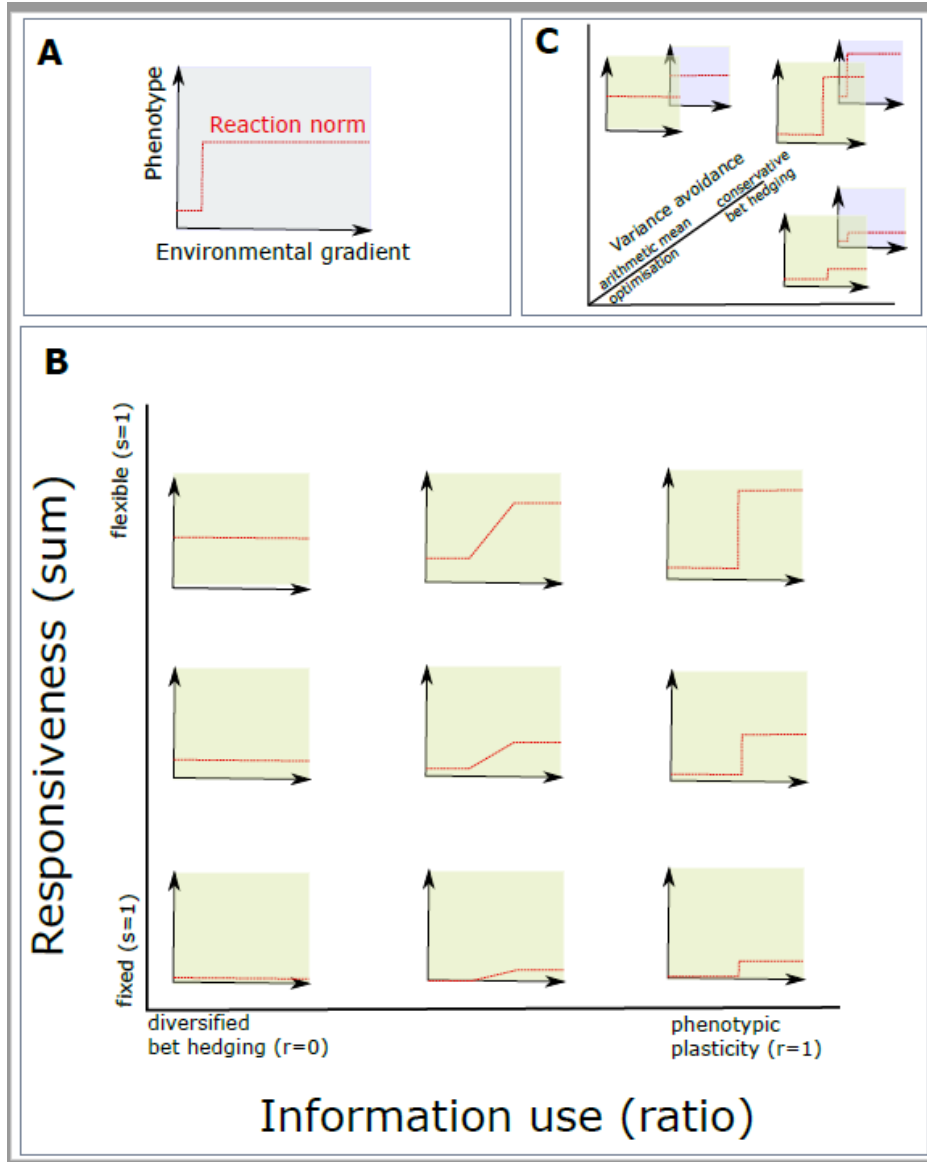 A
Phenotype
Reaction norm
Environmental gradient
C
Variance avoidance
arithmetic mean
optimisation
conservative
bet hedging
B
Responsiveness (sum)
flexible (s=1)
fixed (s=1)
diversified
bet hedging (r=0)
phenotypic
plasticity (r=1)
Information use (ratio)